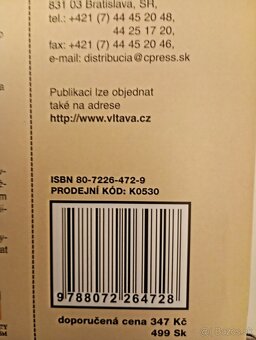 831 03 Bratislava, SR,
tel.: +421 (7) 44 45 20 48,
44 25 17 20,
fax: +421 (7) 44 45 20 46,
e-mail: distribucia@cpress.sk
Publikaci lze objednat
také na adrese
http://www.vltava.cz
ISBN 80-7226-472-9
PRODEJNÍ KÓD: K0530
9 788072 264728
doporučená cena 347 Kč
499 Sk